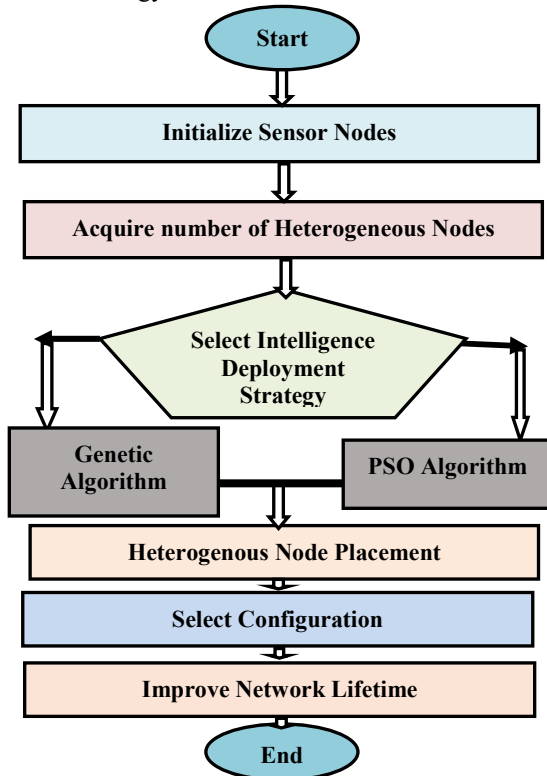 Start
Initialize Sensor Nodes
Acquire number of Heterogeneous Nodes
Select Intelligence
Deployment
Strategy
Genetic
Algorithm
PSO Algorithm
Heterogenous Node Placement
Select Configuration
Improve Network Lifetime
End